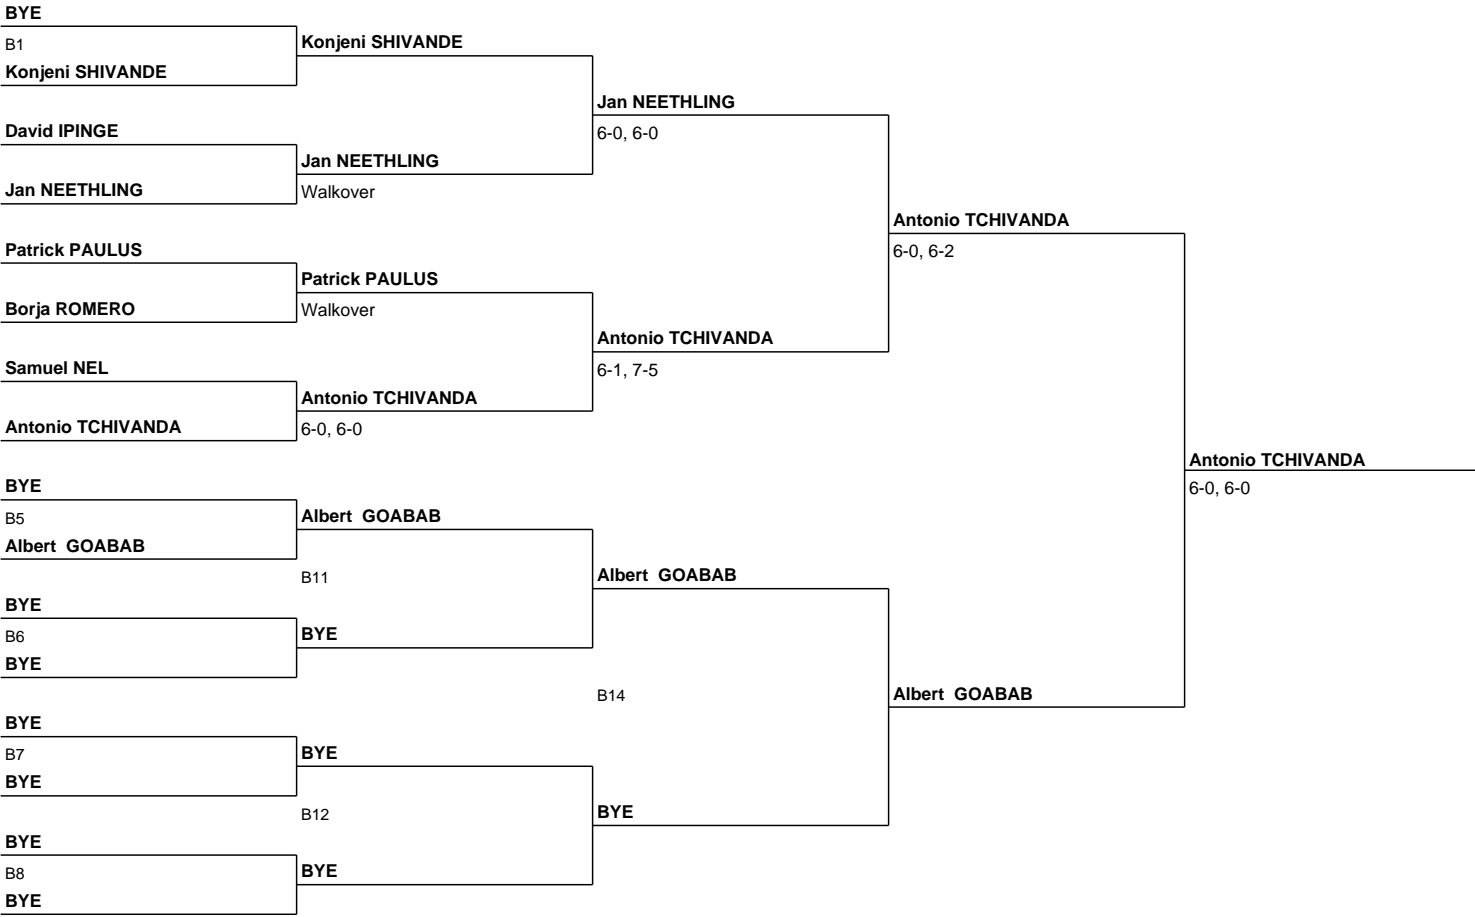 BYE
B1
Konjeni SHIVANDE
David IPINGE
Jan NEETHLING
Patrick PAULUS
Borja ROMERO
Samuel NEL
Antonio TCHIVANDA
BYE
B5
Albert  GOABAB
BYE
B6
BYE
BYE
B7
BYE
BYE
B8
BYE
Konjeni SHIVANDE
Jan NEETHLING
Walkover
Patrick PAULUS
Walkover
Antonio TCHIVANDA
6-0, 6-0
Albert  GOABAB
B11
BYE
BYE
B12
BYE
Jan NEETHLING
6-0, 6-0
Antonio TCHIVANDA
6-1, 7-5
Albert  GOABAB
B14
BYE
Antonio TCHIVANDA
6-0, 6-2
Albert  GOABAB
Antonio TCHIVANDA
6-0, 6-0